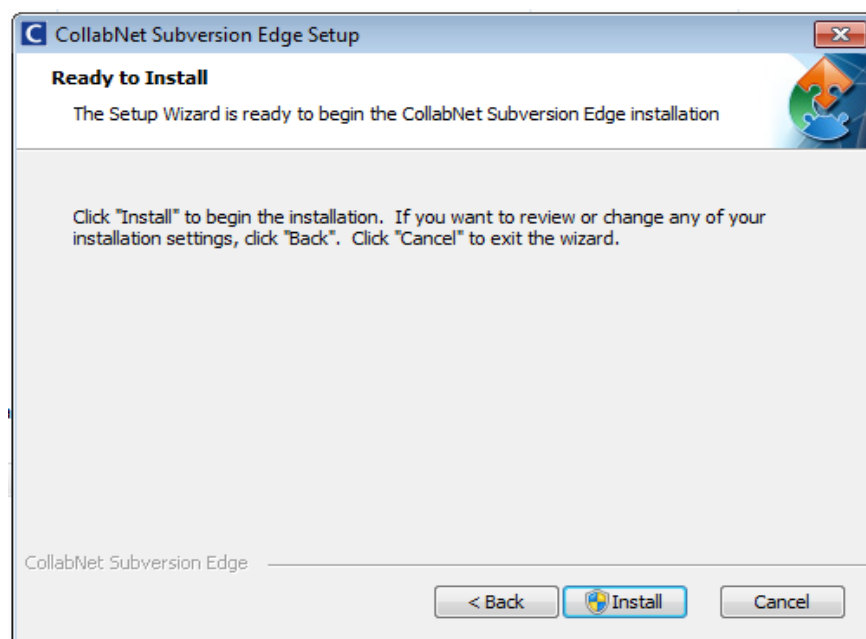 CollabNet Subversion Edge Setup
Ready to Install
The Setup Wizard is ready to begin the CollabNet Subversion Edge installation
Click "Install" to begin the installation.  If you want to review or change any of your
installation settings, click "Back".  Click "Cancel" to exit the wizard.
CollabNet Subversion Edge
< Back
Install
Cancel